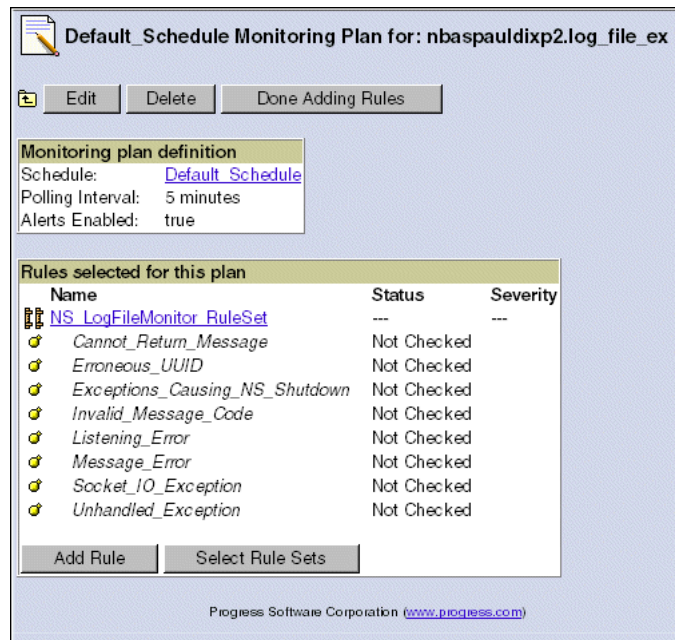 Default_Schedule Monitoring Plan for: nbaspauldixp2.log_file_ex
Edit Delete Done Adding Rules
Monitoring plan definition
Schedule: Default_Schedule
Polling Interval: 5 minutes
Alerts Enabled: true
Rules selected for this plan
Name Status Severity
NS_LogFileMonitor_RuleSet --- ---
Cannot_Return_Message Not Checked
Erroneous_UUID Not Checked
Exceptions_Causing_NS_Shutdown Not Checked
Invalid_Message_Code Not Checked
Listening_Error Not Checked
Message_Error Not Checked
Socket_IO_Exception Not Checked
Unhandled_Exception Not Checked
Add Rule Select Rule Sets
Progress Software Corporation (www.progress.com)